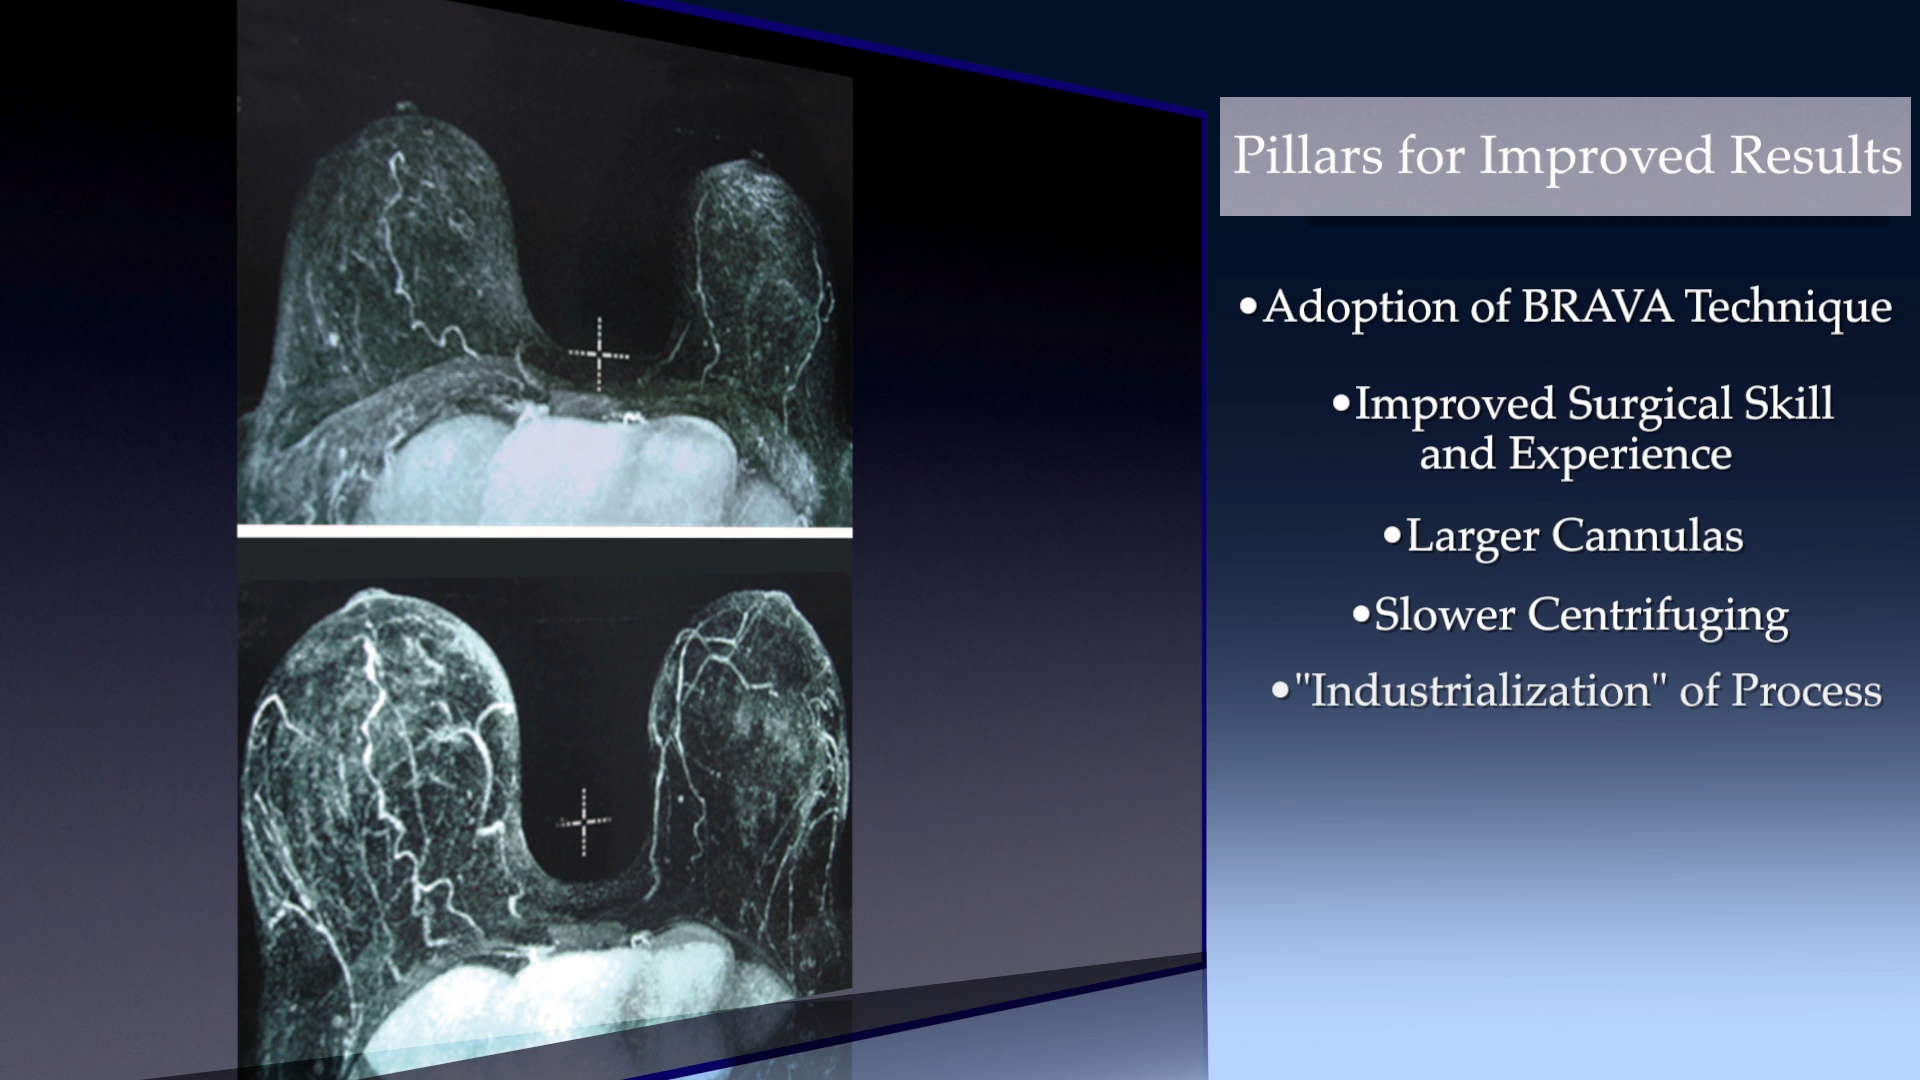 Pillars for Improved Results
•Adoption of BRAVA Technique
•Improved Surgical Skill
and Experience
•Larger Cannulas
•Slower Centrifuging
•"Industrialization" of Process